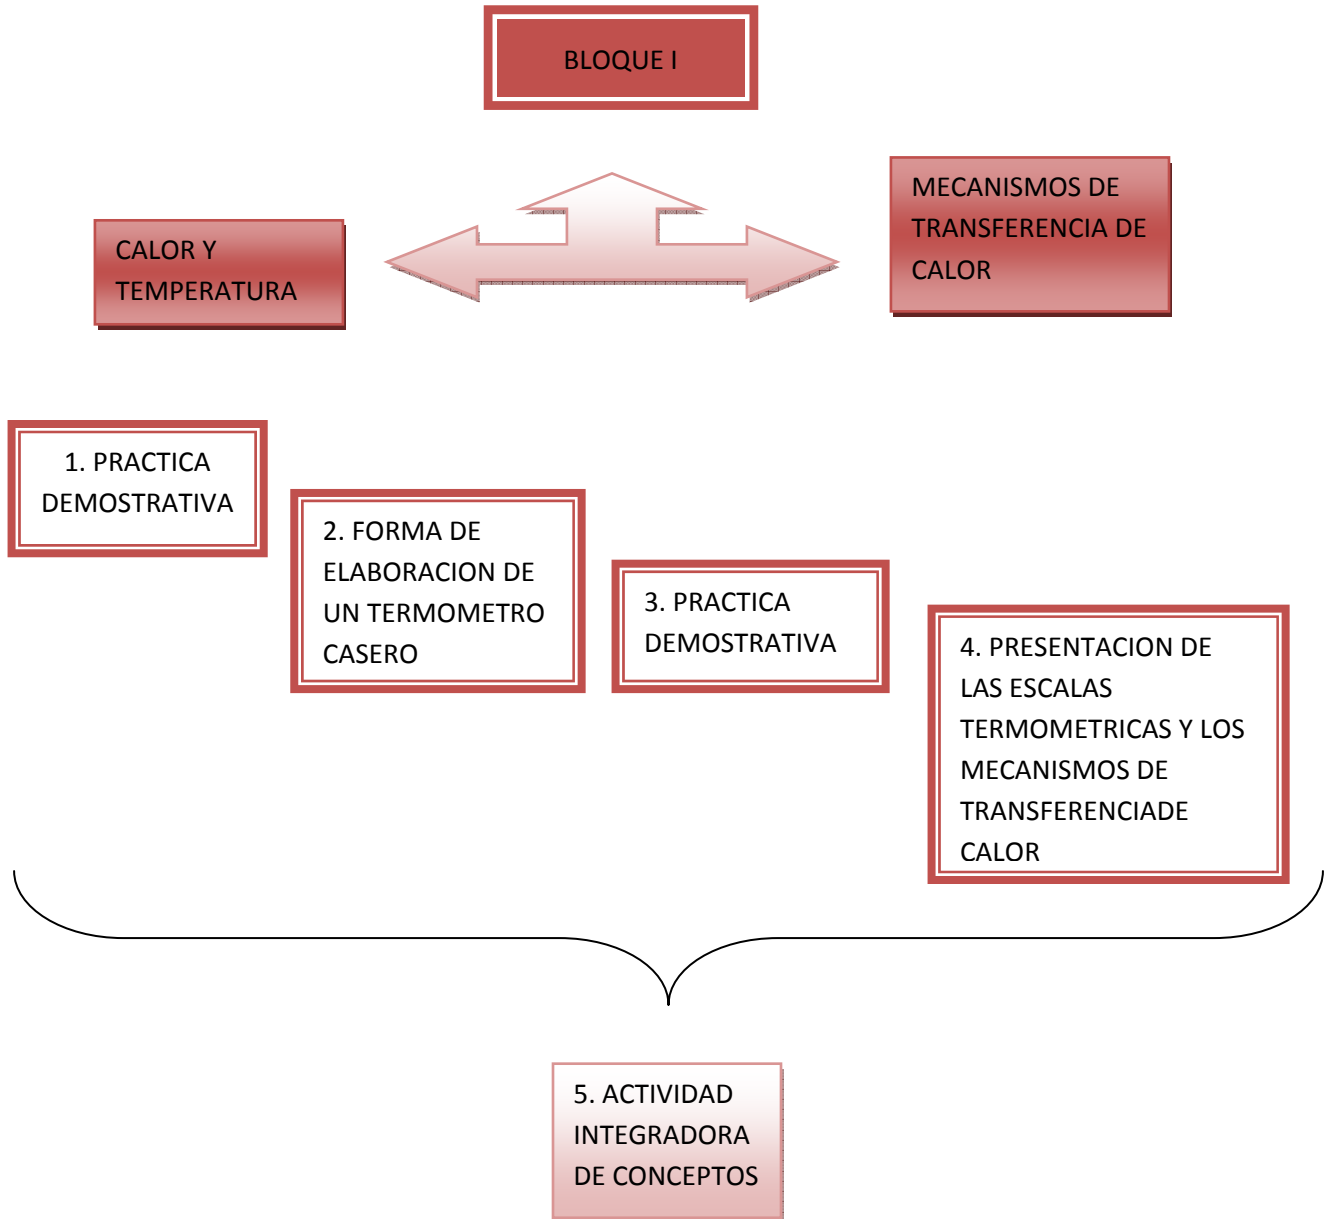 BLOQUE I
CALOR Y
TEMPERATURA
MECANISMOS DE
TRANSFERENCIA DE
CALOR
1. PRACTICA
DEMOSTRATIVA
2. FORMA DE
ELABORACION DE
UN TERMOMETRO
CASERO
3. PRACTICA
DEMOSTRATIVA
4. PRESENTACION DE
LAS ESCALAS
TERMOMETRICAS Y LOS
MECANISMOS DE
TRANSFERENCIADE
CALOR
5. ACTIVIDAD
INTEGRADORA
DE CONCEPTOS